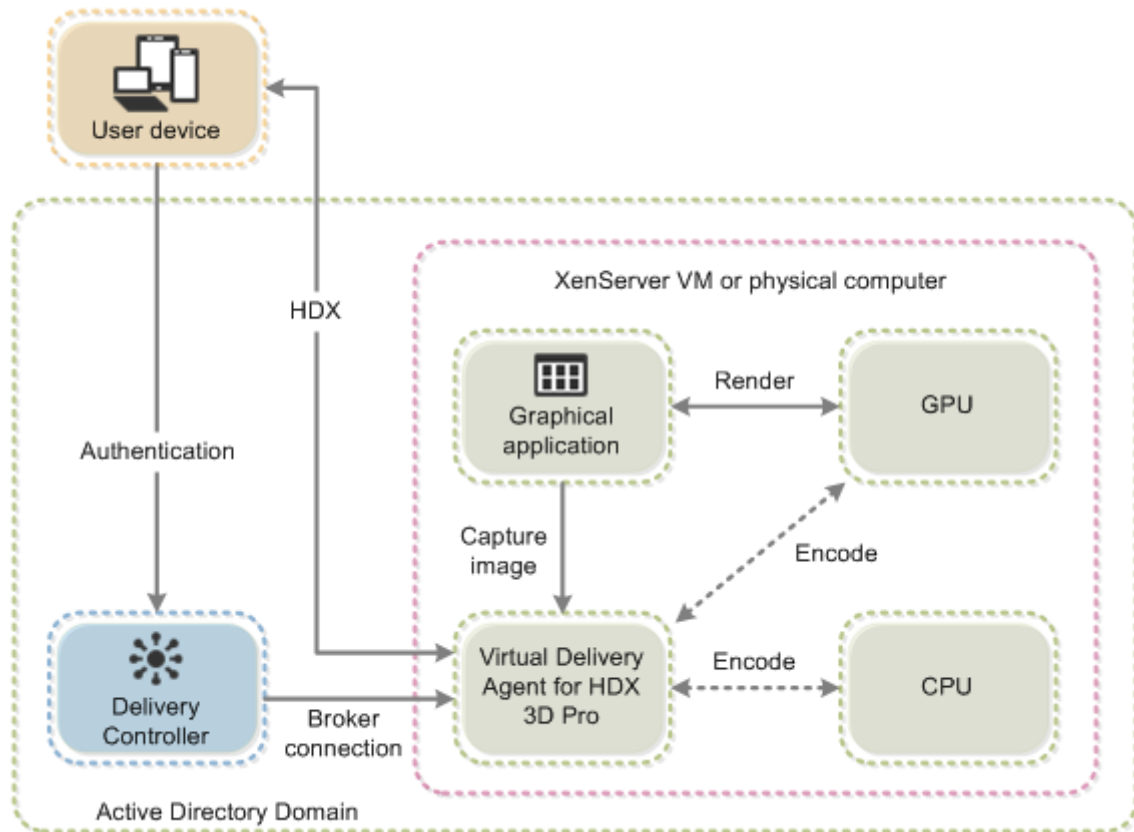 User device
XenServer VM or physical computer
HDX
Graphical
application
Render
GPU
Authentication
Capture
image
Encode
Delivery
Controller
Broker
connection
Virtual Delivery
Agent for HDX
3D Pro
Encode
CPU
Active Directory Domain